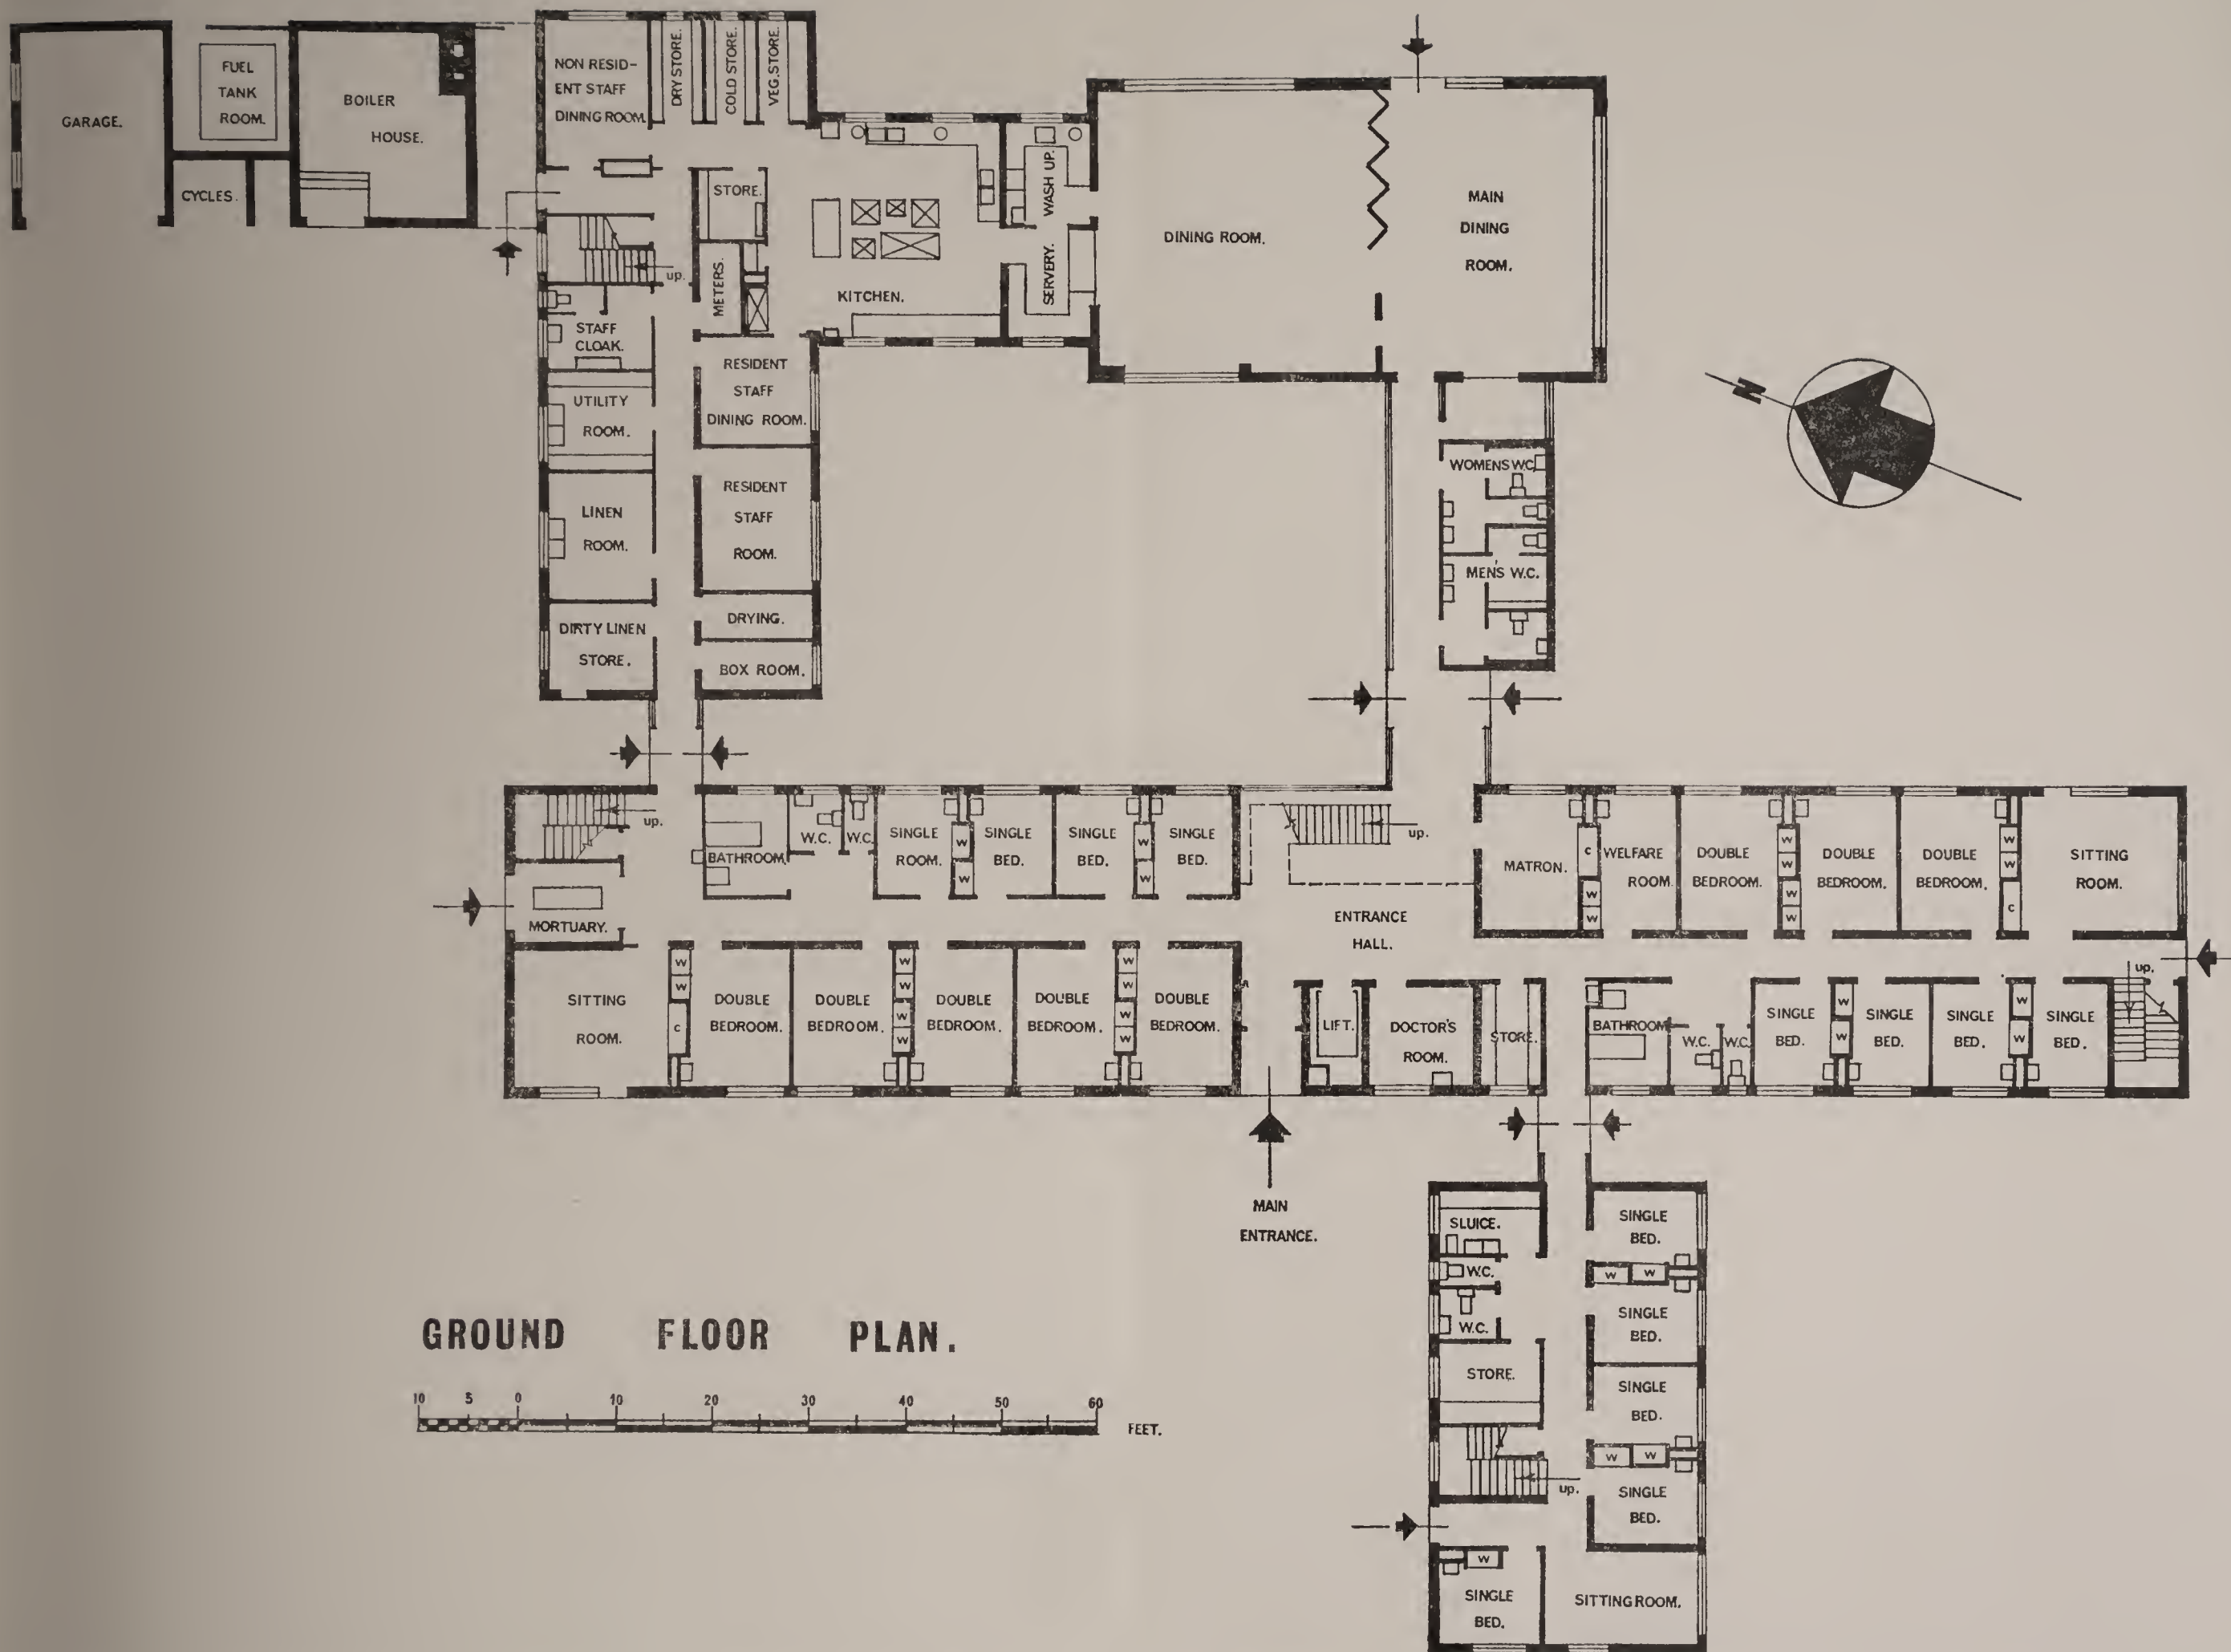 GARAGE.
FUEL
TANK
ROOM.
CYCLES.
BOILER
HOUSE.
NON RESID-
ENT STAFF
DINING ROOM.
DRY STORE.
COLD STORE.
VEG. STORE.
STORE.
METERS.
up.
KITCHEN.
WASH UP.
SERVERY.
DINING ROOM.
MAIN
DINING
ROOM.
STAFF
CLOAK.
UTILITY
ROOM.
LINEN
ROOM.
DIRTY LINEN
STORE.
RESIDENT
STAFF
DINING ROOM.
RESIDENT
STAFF
ROOM.
DRYING.
BOX ROOM.
N
WOMENS W.C.
MEN'S W.C.
up.
MORTUARY.
BATHROOM.
W.C.
W.C.
SINGLE
ROOM.
W
W
SINGLE
BED.
SINGLE
BED.
W
W
SINGLE
BED.
up.
ENTRANCE
HALL.
MATRON.
C
W
W
WELFARE
ROOM.
DOUBLE
BEDROOM.
W
W
W
W
DOUBLE
BEDROOM.
DOUBLE
BEDROOM.
W
W
C
SITTING
ROOM.
SITTING
ROOM.
W
W
C
DOUBLE
BEDROOM.
DOUBLE
BEDROOM.
W
W
W
W
DOUBLE
BEDROOM.
DOUBLE
BEDROOM.
W
W
W
W
DOUBLE
BEDROOM.
LIFT.
DOCTOR'S
ROOM.
STORE.
BATHROOM
W.C.
W.C.
SINGLE
BED.
W
W
SINGLE
BED.
SINGLE
BED.
W
W
SINGLE
BED.
up.
MAIN
ENTRANCE.
SLUICE.
W.C.
W.C.
STORE.
up.
SINGLE
BED.
W W
SINGLE
BED.
SINGLE
BED.
W W
SINGLE
BED.
W
SINGLE
BED.
SITTING ROOM.
GROUND FLOOR PLAN.
10 5 0 10 20 30 40 50 60
FEET.